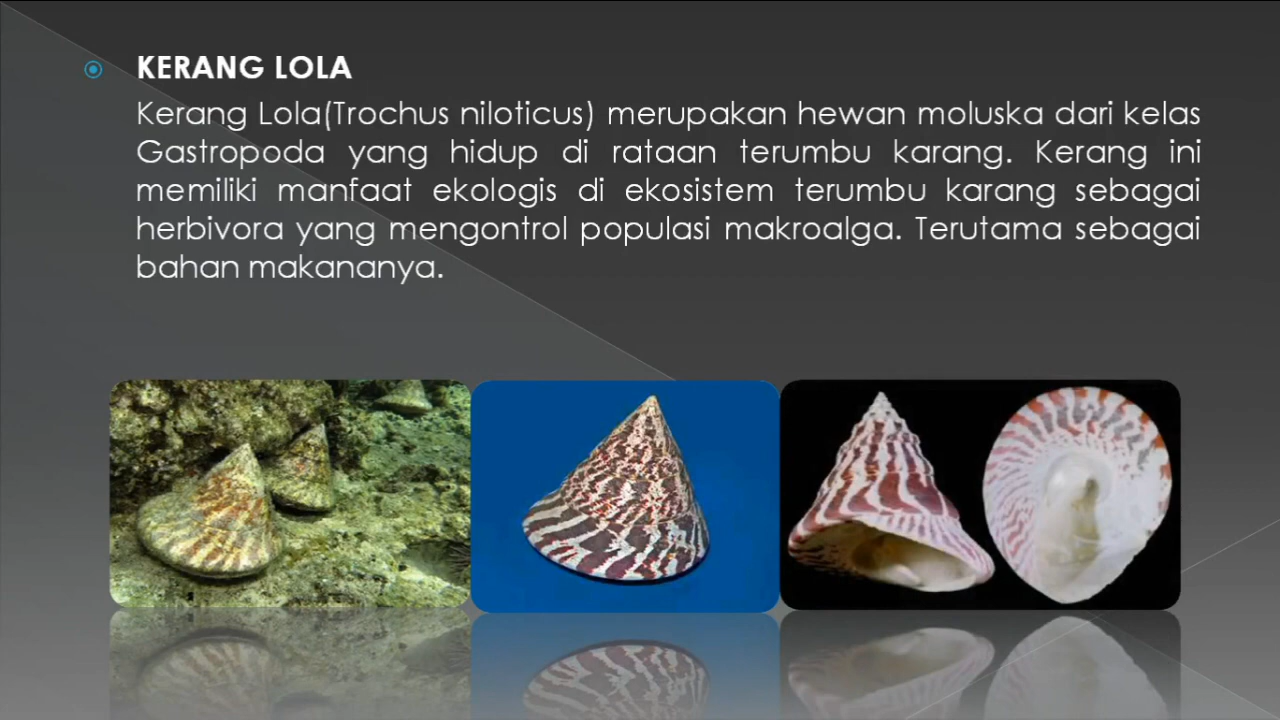 KERANG LOLA
Kerang Lola(Trochus niloticus) merupakan hewan moluska dari kelas
Gastropoda yang hidup di rataan terumbu karang. Kerang ini
memiliki manfaat ekologis di ekosistem terumbu karang sebagai
herbivora yang mengontrol populasi makroalga. Terutama sebagai
bahan makananya.